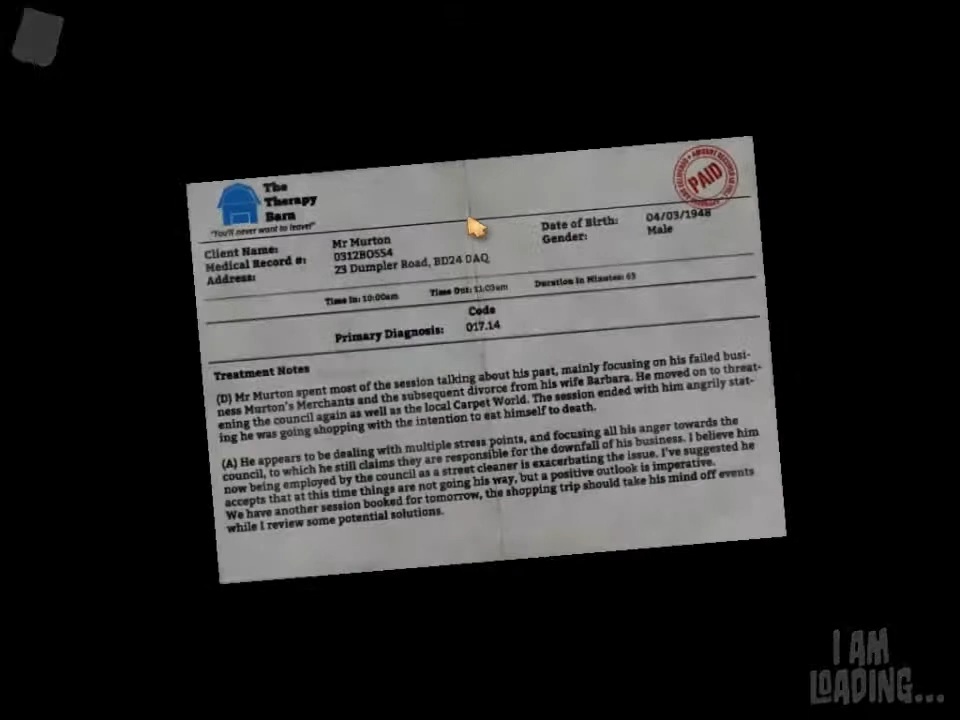 The
Therapy
Barn
"You'll never want to leave!"
PAID
Client Name: Mr Murton
Medical Record #: 0312BO554
Address: 23 Dumpler Road, BD24 0AQ
Date of Birth: 04/03/1948
Gender: Male
Time In: 10:00am Time Out: 11:03am Duration in Minutes: 63
Code
Primary Diagnosis: 017.14
Treatment Notes
(D) Mr Murton spent most of the session talking about his past, mainly focusing on his failed busi-
ness Murton's Merchants and the subsequent divorce from his wife Barbara. He moved on to threat-
ening the council again as well as the local Carpet World. The session ended with him angrily stat-
ing he was going shopping with the intention to eat himself to death.
(A) He appears to be dealing with multiple stress points, and focusing all his anger towards the
council, to which he still claims they are responsible for the downfall of his business. I believe him
now being employed by the council as a street cleaner is exacerbating the issue. I've suggested he
accepts that at this time things are not going his way, but a positive outlook is imperative.
We have another session booked for tomorrow, the shopping trip should take his mind off events
while I review some potential solutions.
I AM
LOADING...